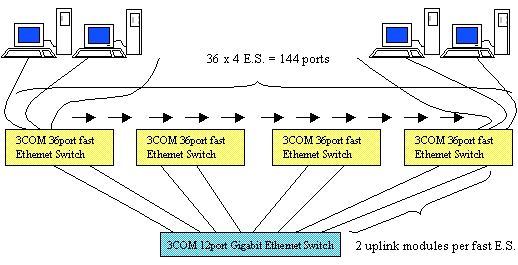 36 x 4 E.S. = 144 ports
3COM 36port fast
Ethernet Switch
3COM 36port fast
Ethernet Switch
3COM 36port fast
Ethernet Switch
3COM 36port fast
Ethernet Switch
3COM 12port Gigabit Ethernet Switch
2 uplink modules per fast E.S.